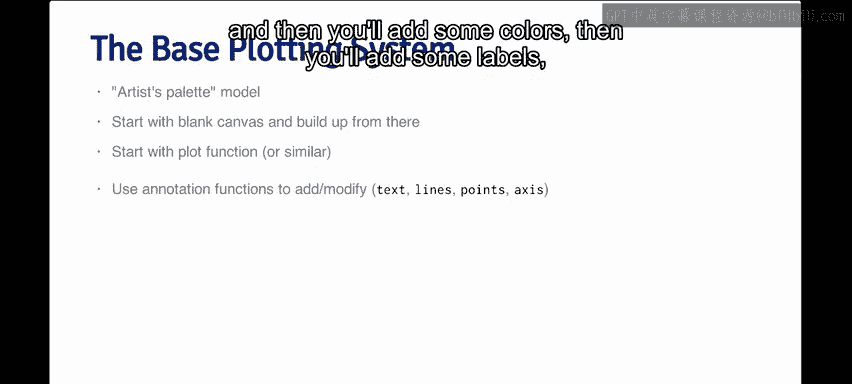 The Base Plotting System
and then you'll add some colors, then
you'll add some labels,
· "Artist's palette" model
· Start with blank canvas and build up from there
· Start with plot function (or similar)
· Use annotation functions to add/modify (text, lines, points, axis)